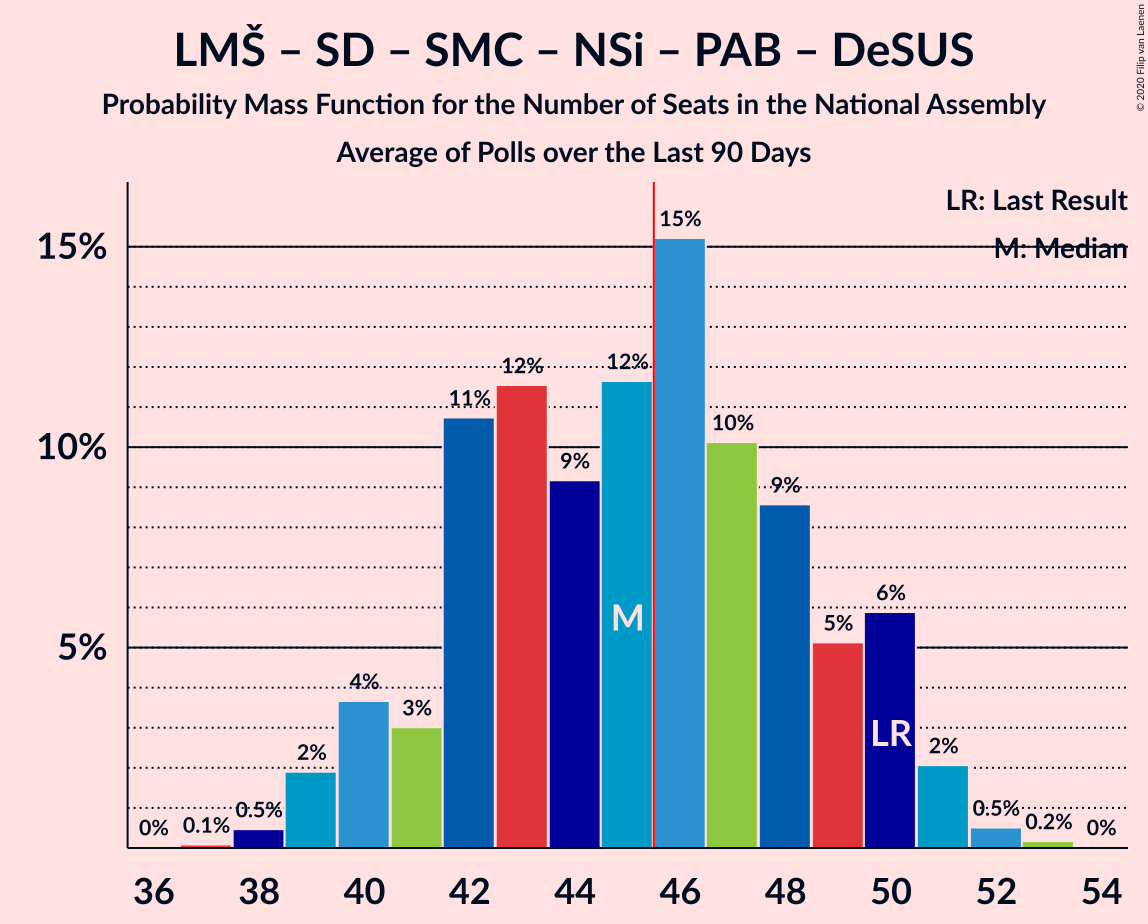 LMŠ – SD – SMC – NSi – PAB – DeSUS
Probability Mass Function for the Number of Seats in the National Assembly
Average of Polls over the Last 90 Days
© 2020 Filip van Laenen
LR: Last Result
M: Median
15%
10%
5%
0%
0.1%
0.5%
2%
4%
3%
11%
12%
9%
12%
15%
10%
9%
5%
6%
2%
0.5%
0.2%
0%
M
LR
36 38 40 42 44 46 48 50 52 54